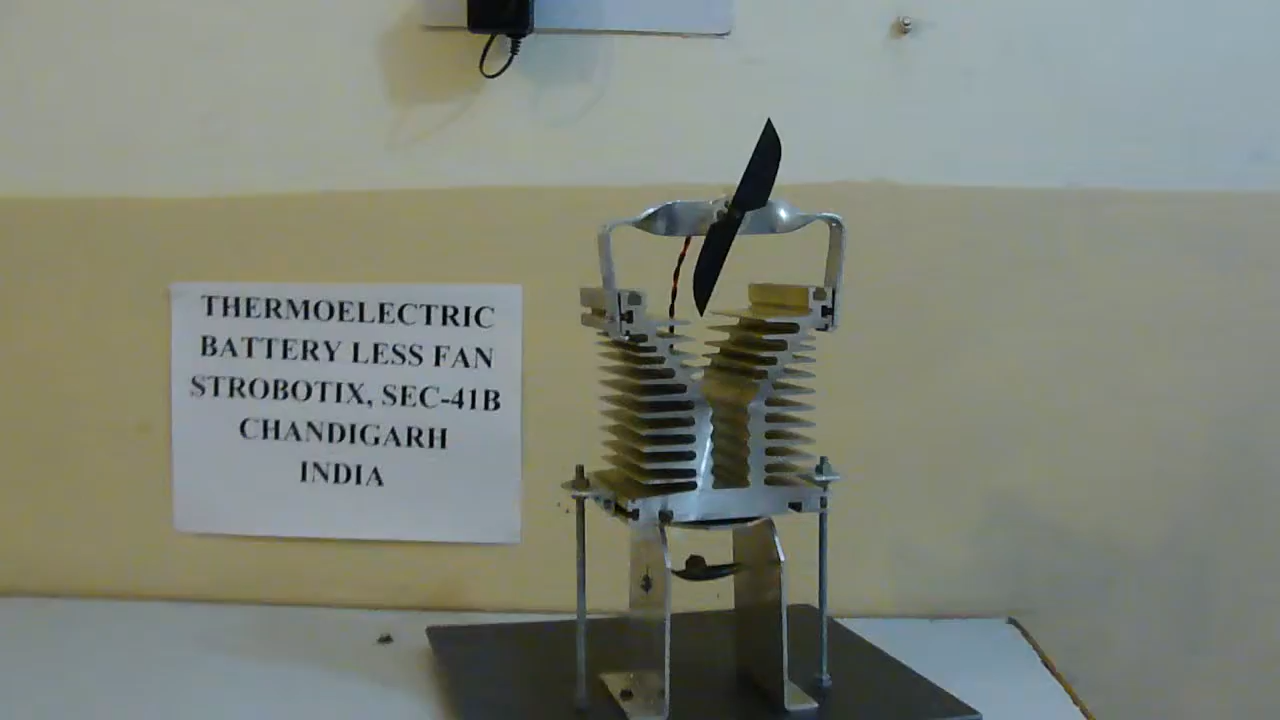 THERMOELECTRIC
BATTERY LESS FAN
STROBOTIX, SEC-41B
CHANDIGARH
INDIA